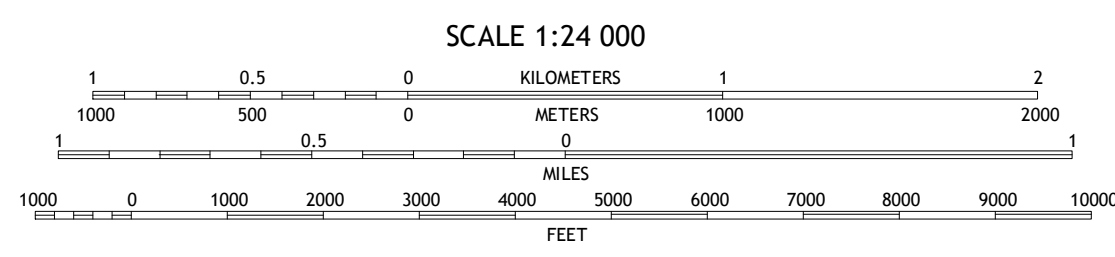 SCALE 1:24 000
1 0.5 0 KILOMETERS 1 2
1000 500 0 METERS 1000 2000
1 0.5 0 1
MILES
1000 0 1000 2000 3000 4000 5000 6000 7000 8000 9000 10000
FEET